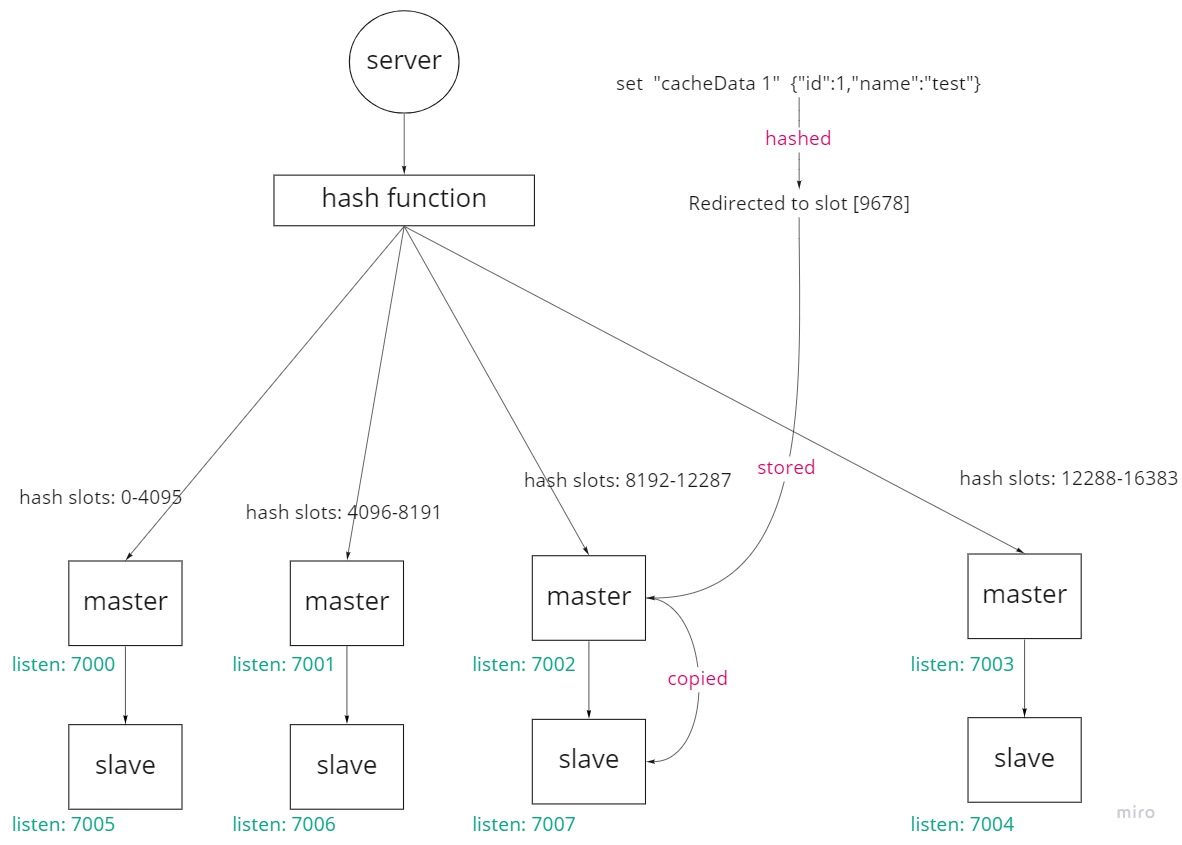 server
set "cacheData 1" {"id":1,"name":"test"}
hashed
hash function
Redirected to slot [9678]
hash slots: 0-4095
hash slots: 4096-8191
hash slots: 8192-12287
stored
hash slots: 12288-16383
master
master
master
master
listen: 7000
listen: 7001
listen: 7002
copied
listen: 7003
slave
slave
slave
slave
listen: 7005
listen: 7006
listen: 7007
listen: 7004
miro